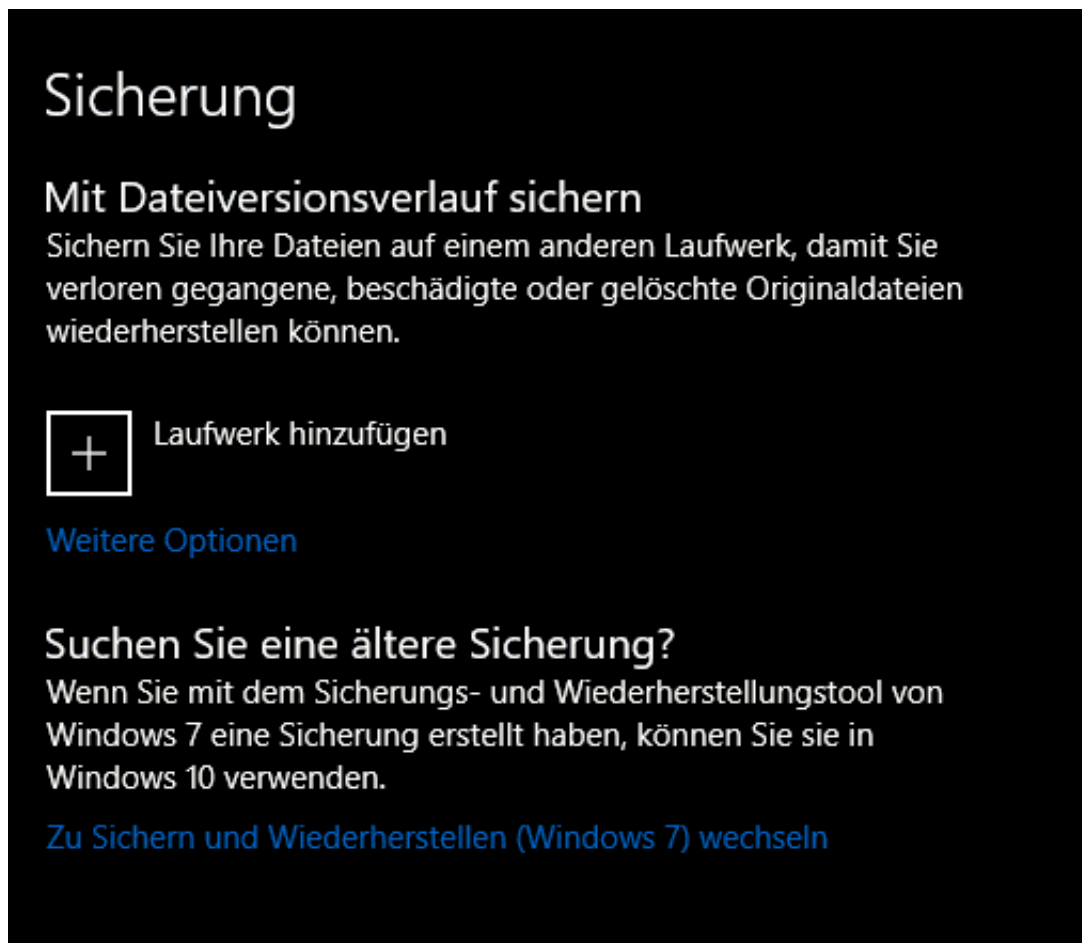 Sicherung
Mit Dateiversionsverlauf sichern
Sichern Sie Ihre Dateien auf einem anderen Laufwerk, damit Sie
verloren gegangene, beschädigte oder gelöschte Originaldateien
wiederherstellen können.
Laufwerk hinzufügen
Weitere Optionen
Suchen Sie eine ältere Sicherung?
Wenn Sie mit dem Sicherungs- und Wiederherstellungstool von
Windows 7 eine Sicherung erstellt haben, können Sie sie in
Windows 10 verwenden.
Zu Sichern und Wiederherstellen (Windows 7) wechseln